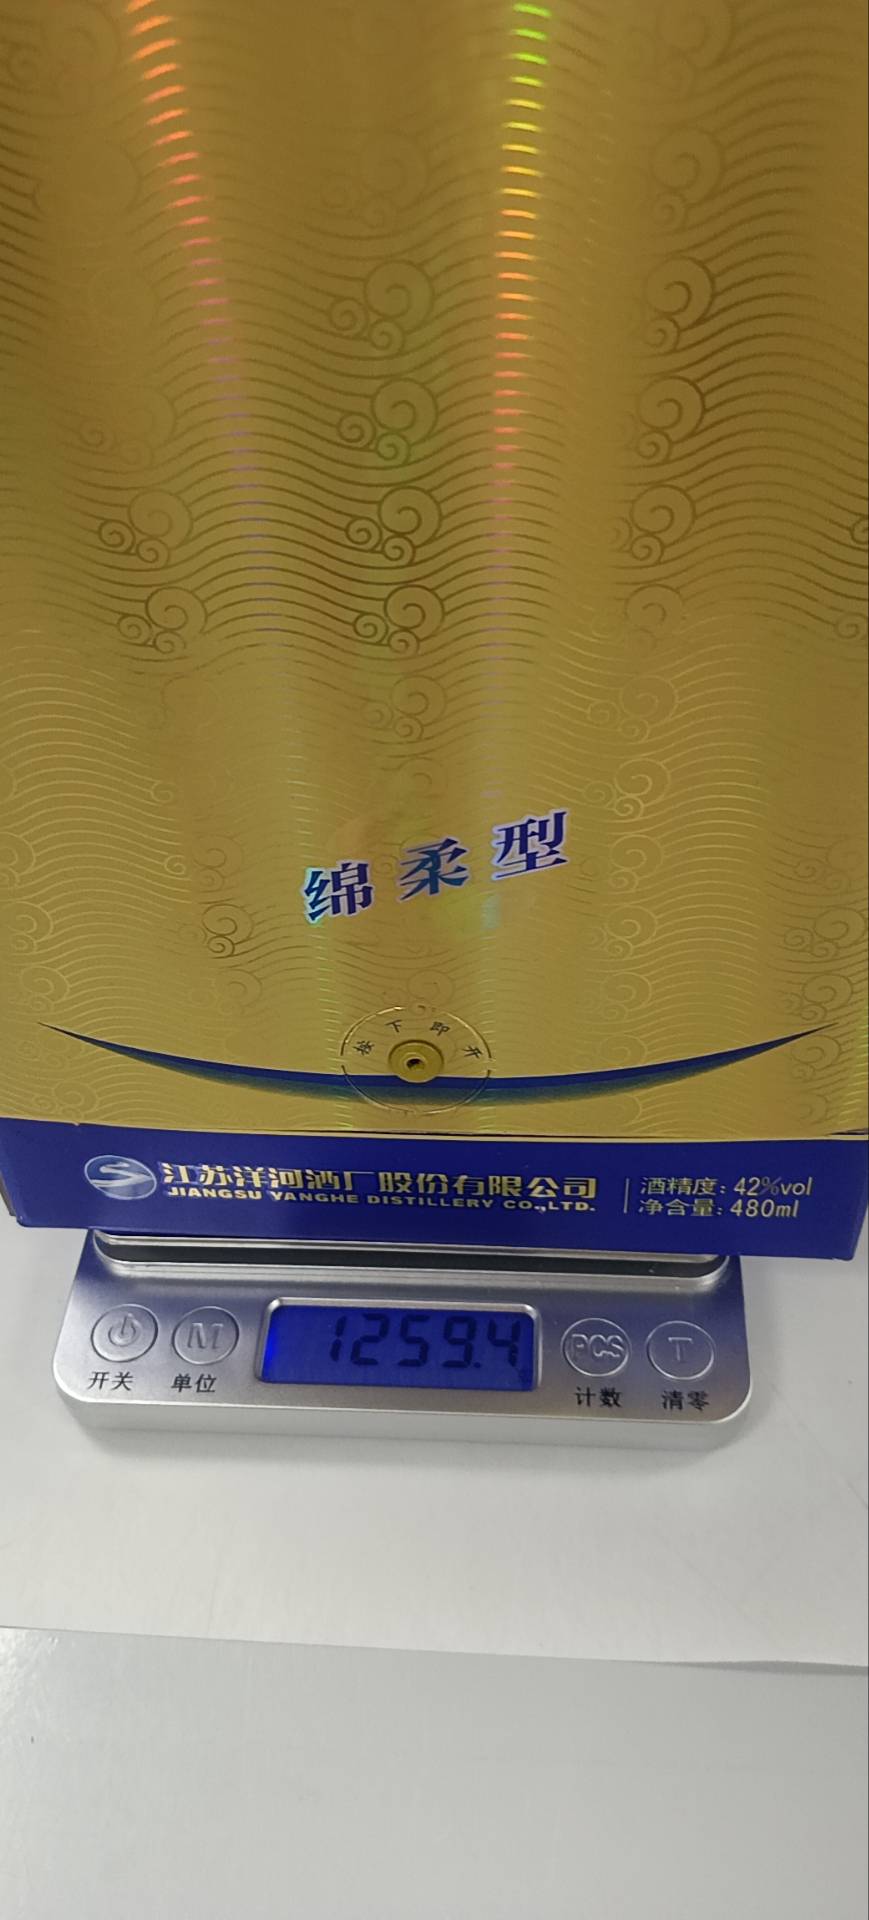 绵柔型
按下即开
江苏洋河酒厂股份有限公司
JIANGSU YANGHE DISTILLERY CO.,LTD.
酒精度：42%vol
净含量：480ml
1259.4
M
PCS
T
开关
单位
计数
清零